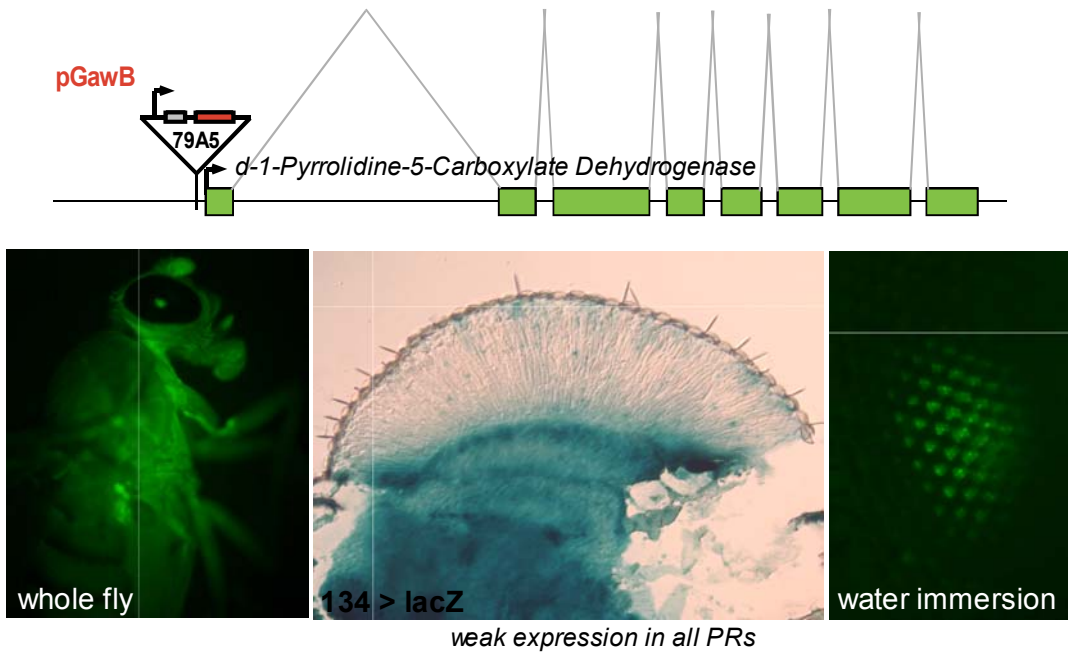 pGawB
79A5
d-1-Pyrrolidine-5-Carboxylate Dehydrogenase
whole fly
134 > lacZ
water immersion
weak expression in all PRs